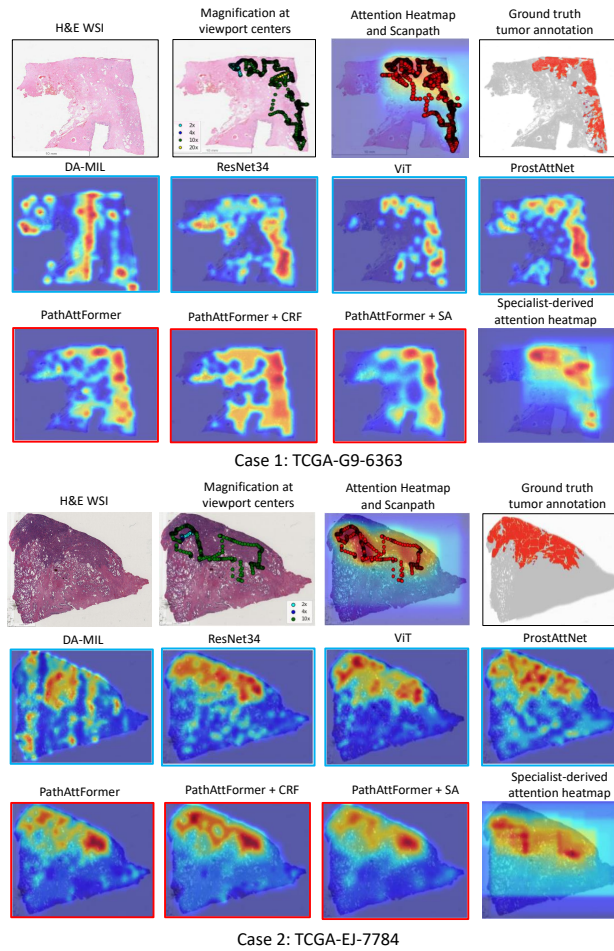 H&E WSI
Magnification at
viewport centers
Attention Heatmap
and Scanpath
Ground truth
tumor annotation
2x
4x
10x
20x
DA-MIL
ResNet34
ViT
ProstAttNet
PathAttFormer
PathAttFormer + CRF
PathAttFormer + SA
Specialist-derived
attention heatmap
Case 1: TCGA-G9-6363
H&E WSI
Magnification at
viewport centers
Attention Heatmap
and Scanpath
Ground truth
tumor annotation
2x
4x
10x
DA-MIL
ResNet34
ViT
ProstAttNet
PathAttFormer
PathAttFormer + CRF
PathAttFormer + SA
Specialist-derived
attention heatmap
Case 2: TCGA-EJ-7784